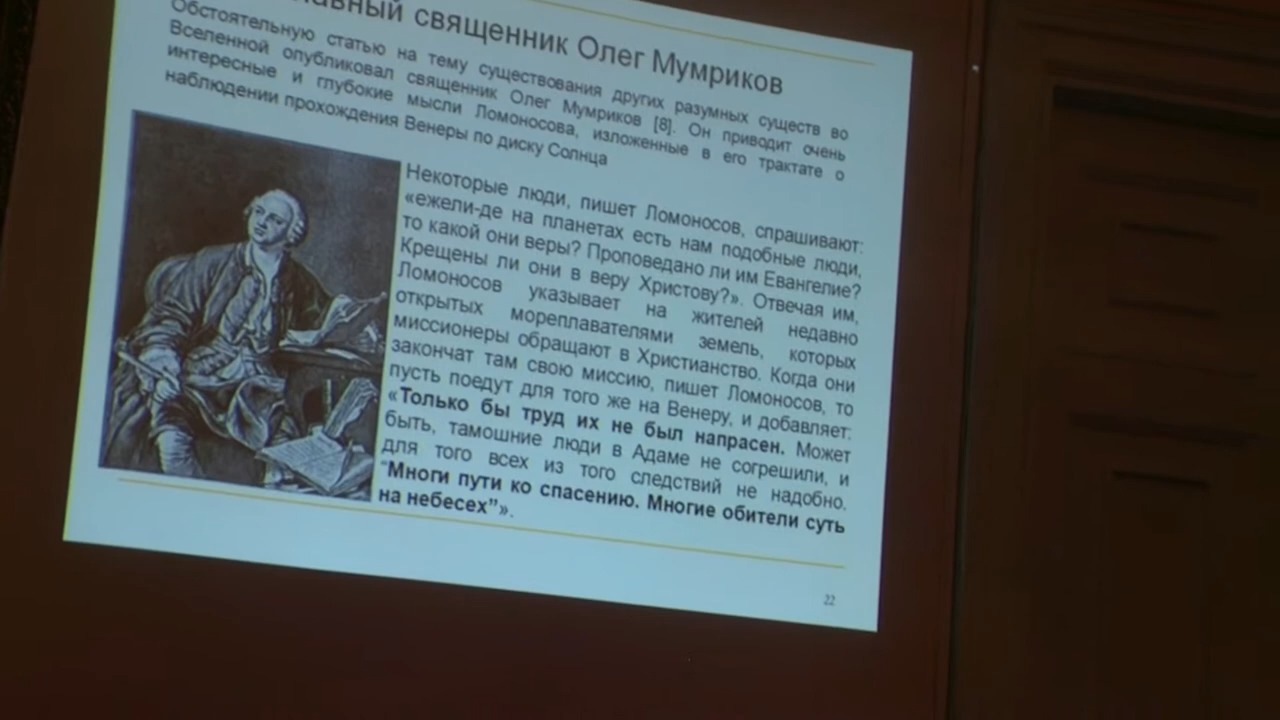 священник Олег Мумриков
Обстоятельную статью на тему существования других разумных существ во
Вселенной опубликовал священник Олег Мумриков [8]. Он приводит очень
интересные и глубокие мысли Ломоносова, изложенные в его трактате о
наблюдении прохождения Венеры по диску Солнца
Некоторые люди, пишет Ломоносов, спрашивают:
«ежели-де на планетах есть нам подобные люди,
то какой они веры? Проповедано ли им Евангелие?
Крещены ли они в веру Христову?». Отвечая им,
Ломоносов указывает на жителей недавно
открытых мореплавателями земель, которых
миссионеры обращают в Христианство. Когда они
закончат там свою миссию, пишет Ломоносов, то
пусть поедут для того же на Венеру, и добавляет:
«Только бы труд их не был напрасен. Может
быть, тамошние люди в Адаме не согрешили, и
для того всех из того следствий не надобно.
"Многи пути ко спасению. Многие обители суть
на небесех"».
22